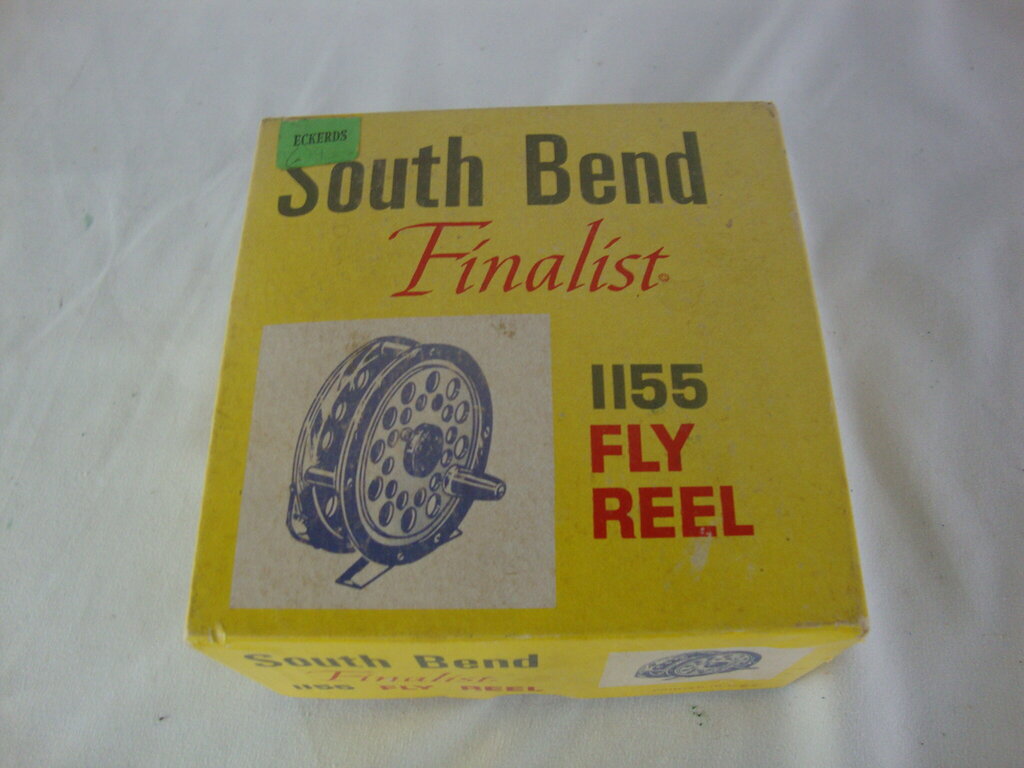 ECKERDS
South Bend
Finalist
1155
FLY
REEL
South Bend
Finalist
1155 FLY REEL